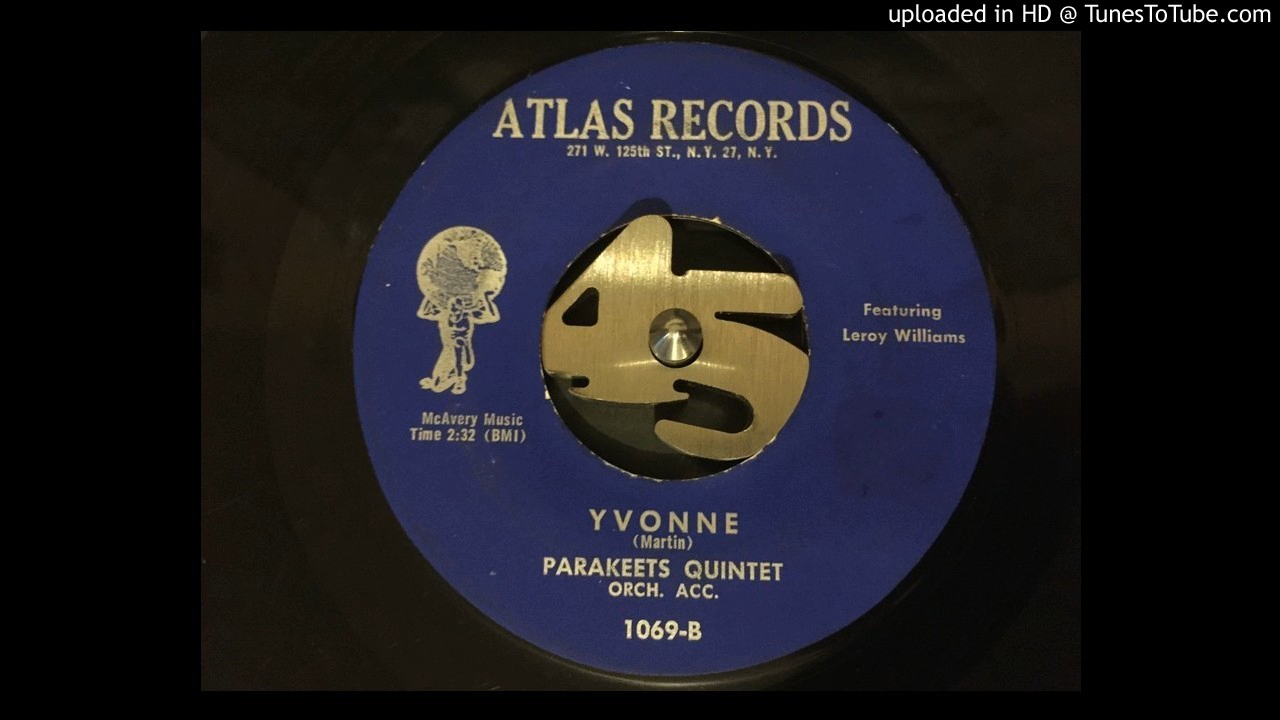 uploaded in HD @ TunesToTube.com
ATLAS RECORDS
271 W. 125th ST., N.Y. 27, N.Y.
Featuring
Leroy Williams
McAvery Music
Time 2:32 (BMI)
45
YVONNE
(Martin)
PARAKEETS QUINTET
ORCH. ACC.
1069-B